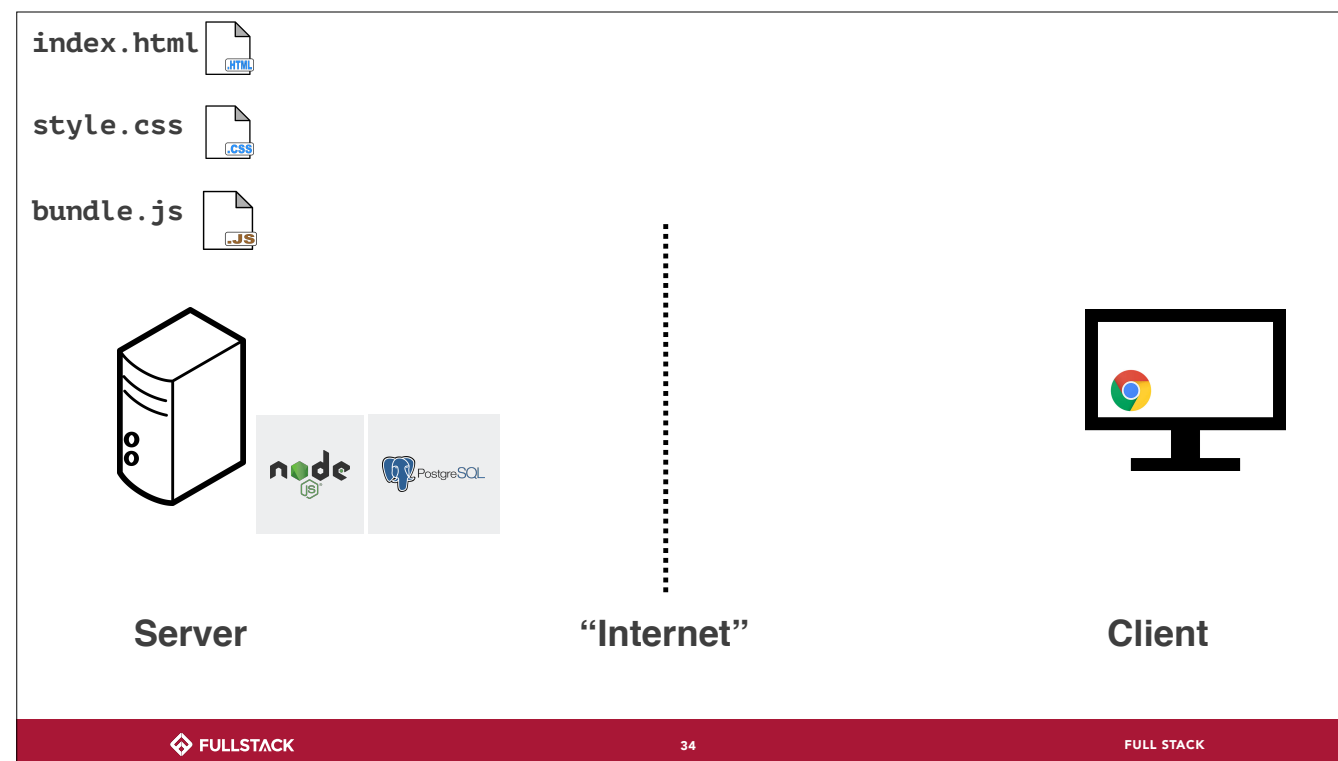 index.html
.HTML
style.css
.CSS
bundle.js
.JS
node
JS
PostgreSQL
Server
“Internet”
Client
FULLSTACK
34
FULL STACK